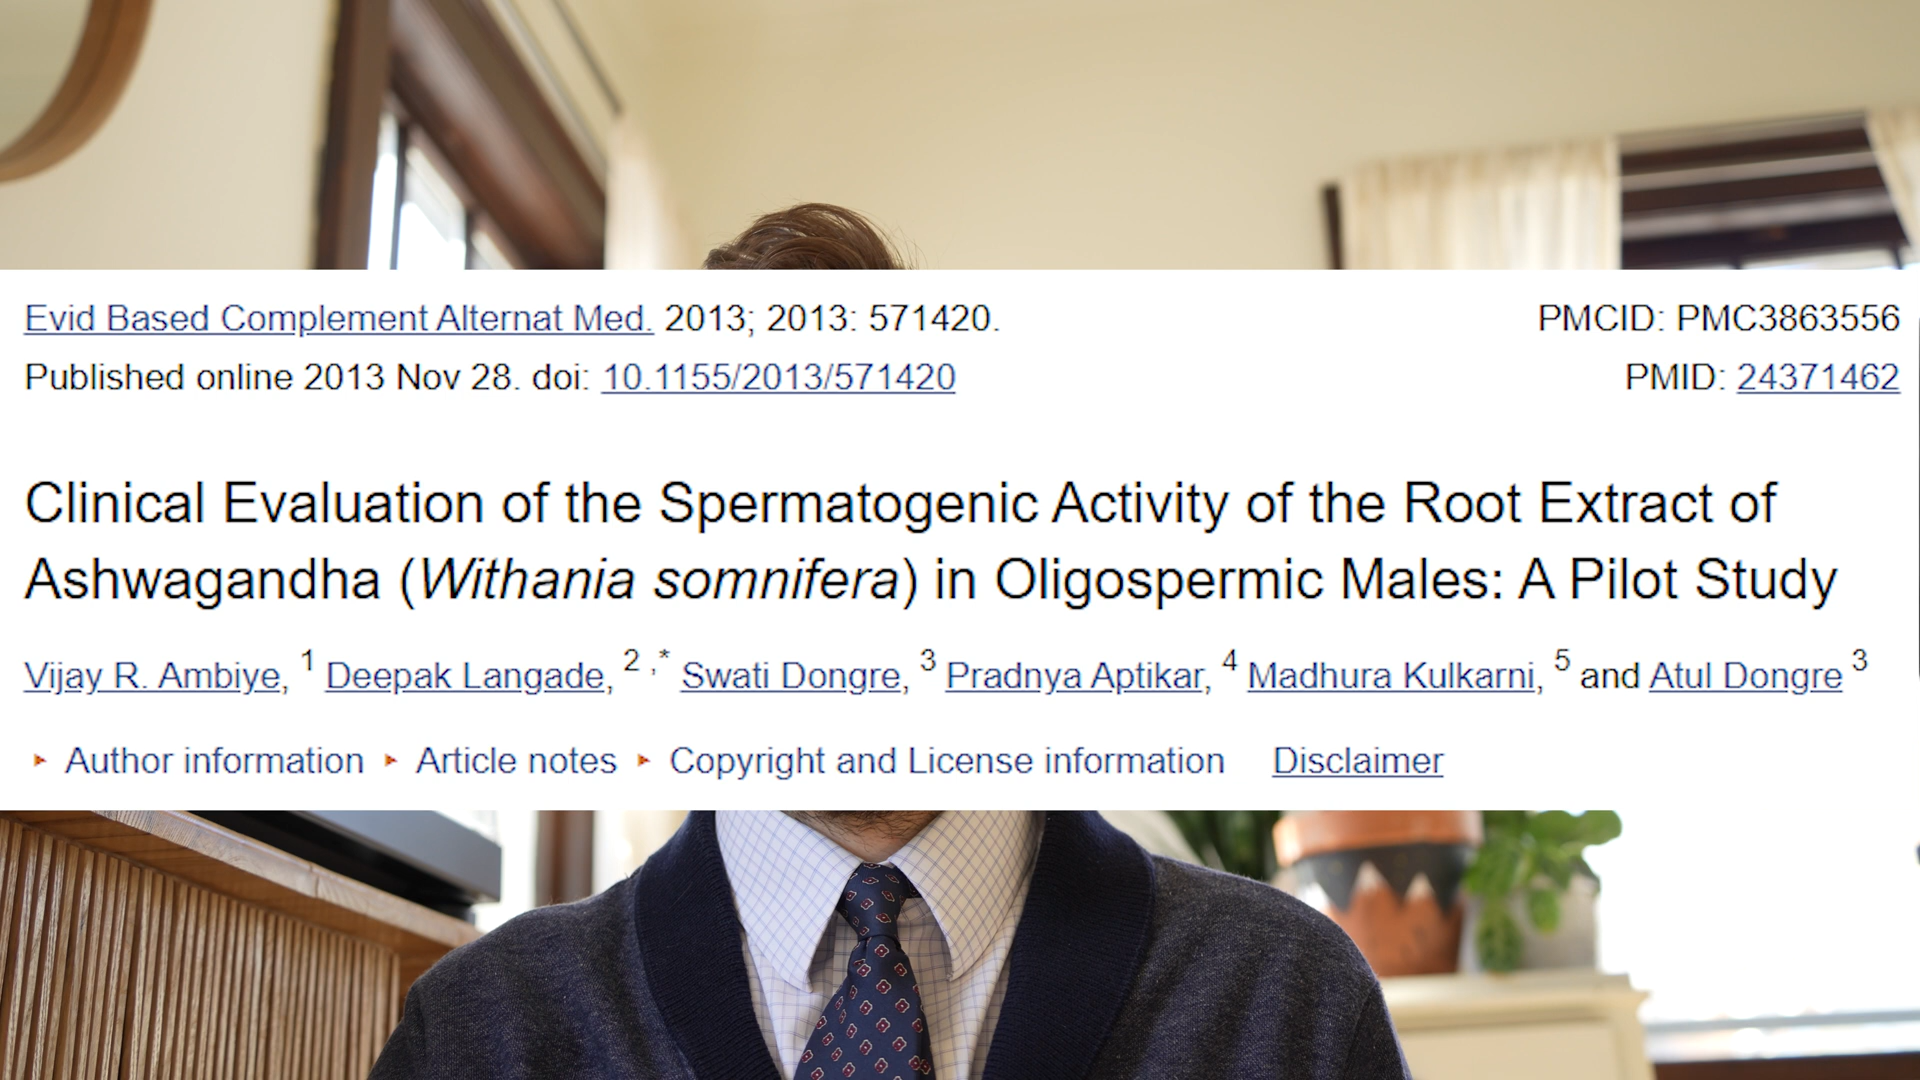 Evid Based Complement Alternat Med. 2013; 2013: 571420.
PMCID: PMC3863556
Published online 2013 Nov 28. doi: 10.1155/2013/571420
PMID: 24371462
Clinical Evaluation of the Spermatogenic Activity of the Root Extract of
Ashwagandha (Withania somnifera) in Oligospermic Males: A Pilot Study
Vijay R. Ambiye, 1 Deepak Langade, 2 ,* Swati Dongre, 3 Pradnya Aptikar, 4 Madhura Kulkarni, 5 and Atul Dongre 3
▸ Author information ▸ Article notes ▸ Copyright and License information Disclaimer